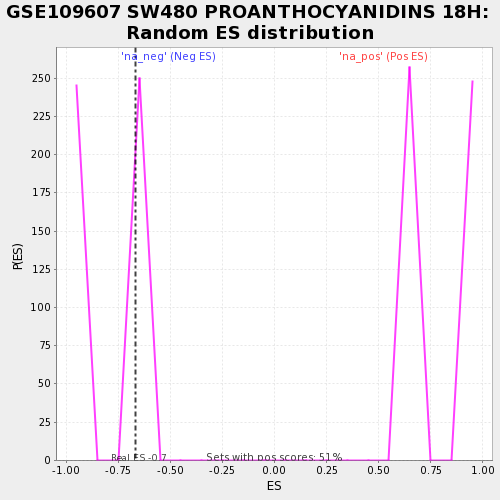 GSE109607 SW480 PROANTHOCYANIDINS 18H:
Random ES distribution
'na_neg' (Neg ES)
'na_pos' (Pos ES)
250
225
200
175
150
125
100
75
50
25
0
P(ES)
Real ES -0.7
Sets with pos scores: 51%
-1.00 -0.75 -0.50 -0.25 0.00 0.25 0.50 0.75 1.00
ES